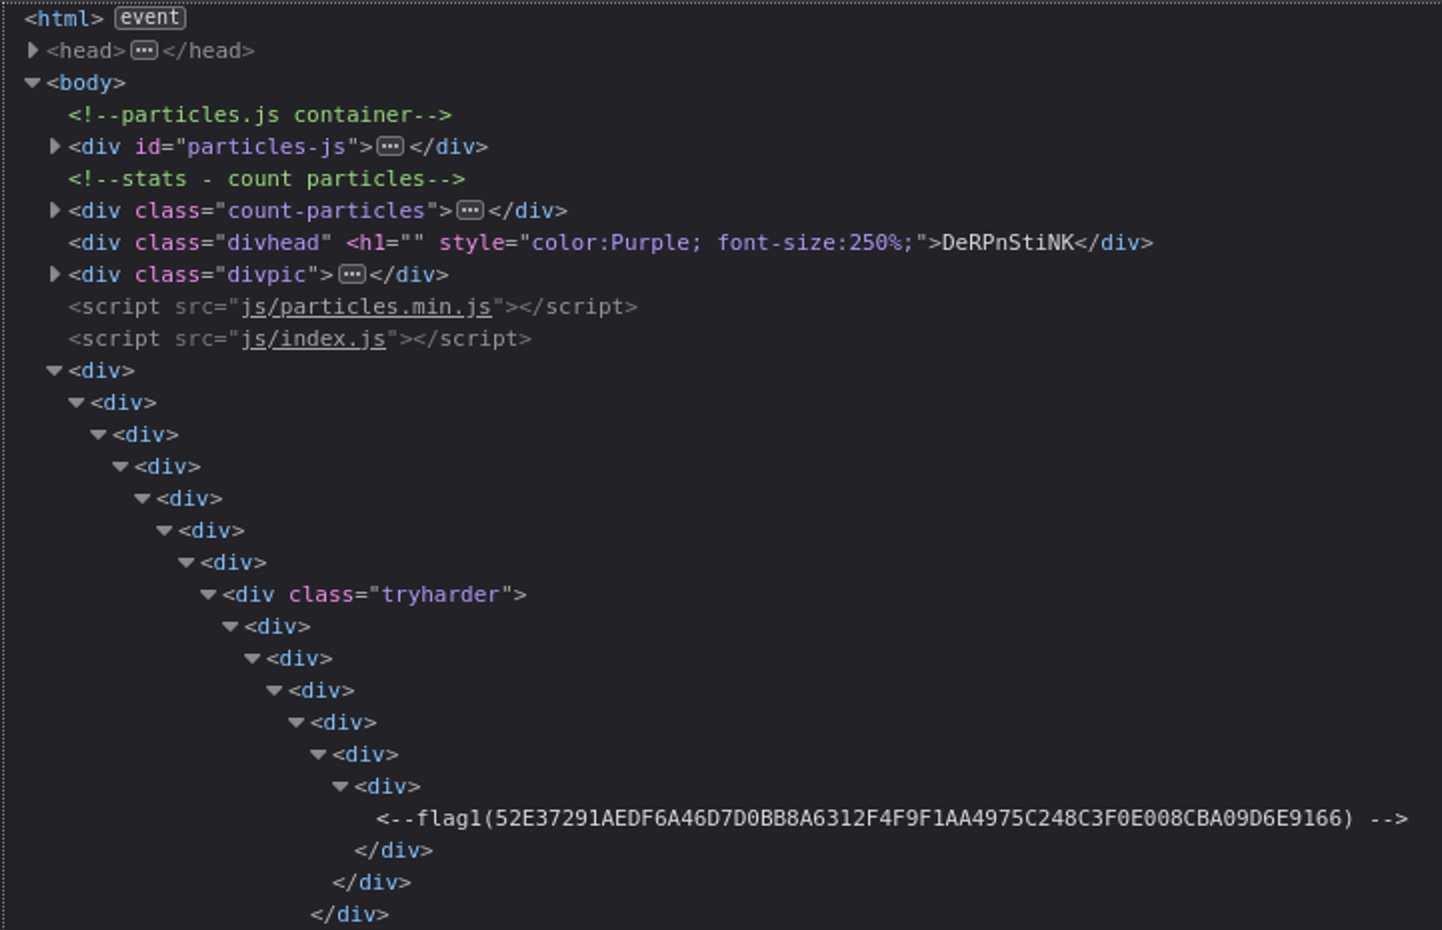 <html> event
<head>...</head>
<body>
<!--particles.js container-->
<div id="particles-js">...</div>
<!--stats - count particles-->
<div class="count-particles">...</div>
<div class="divhead" <h1="" style="color:Purple; font-size:250%;">DeRPnStiNK</div>
<div class="divpic">...</div>
<script src="js/particles.min.js"></script>
<script src="js/index.js"></script>
<div>
<div>
<div>
<div>
<div>
<div>
<div>
<div class="tryharder">
<div>
<div>
<div>
<div>
<div>
<div>
<--flag1(52E37291AEDF6A46D7D0BB8A6312F4F9F1AA4975C248C3F0E008CBA09D6E9166) -->
</div>
</div>
</div>